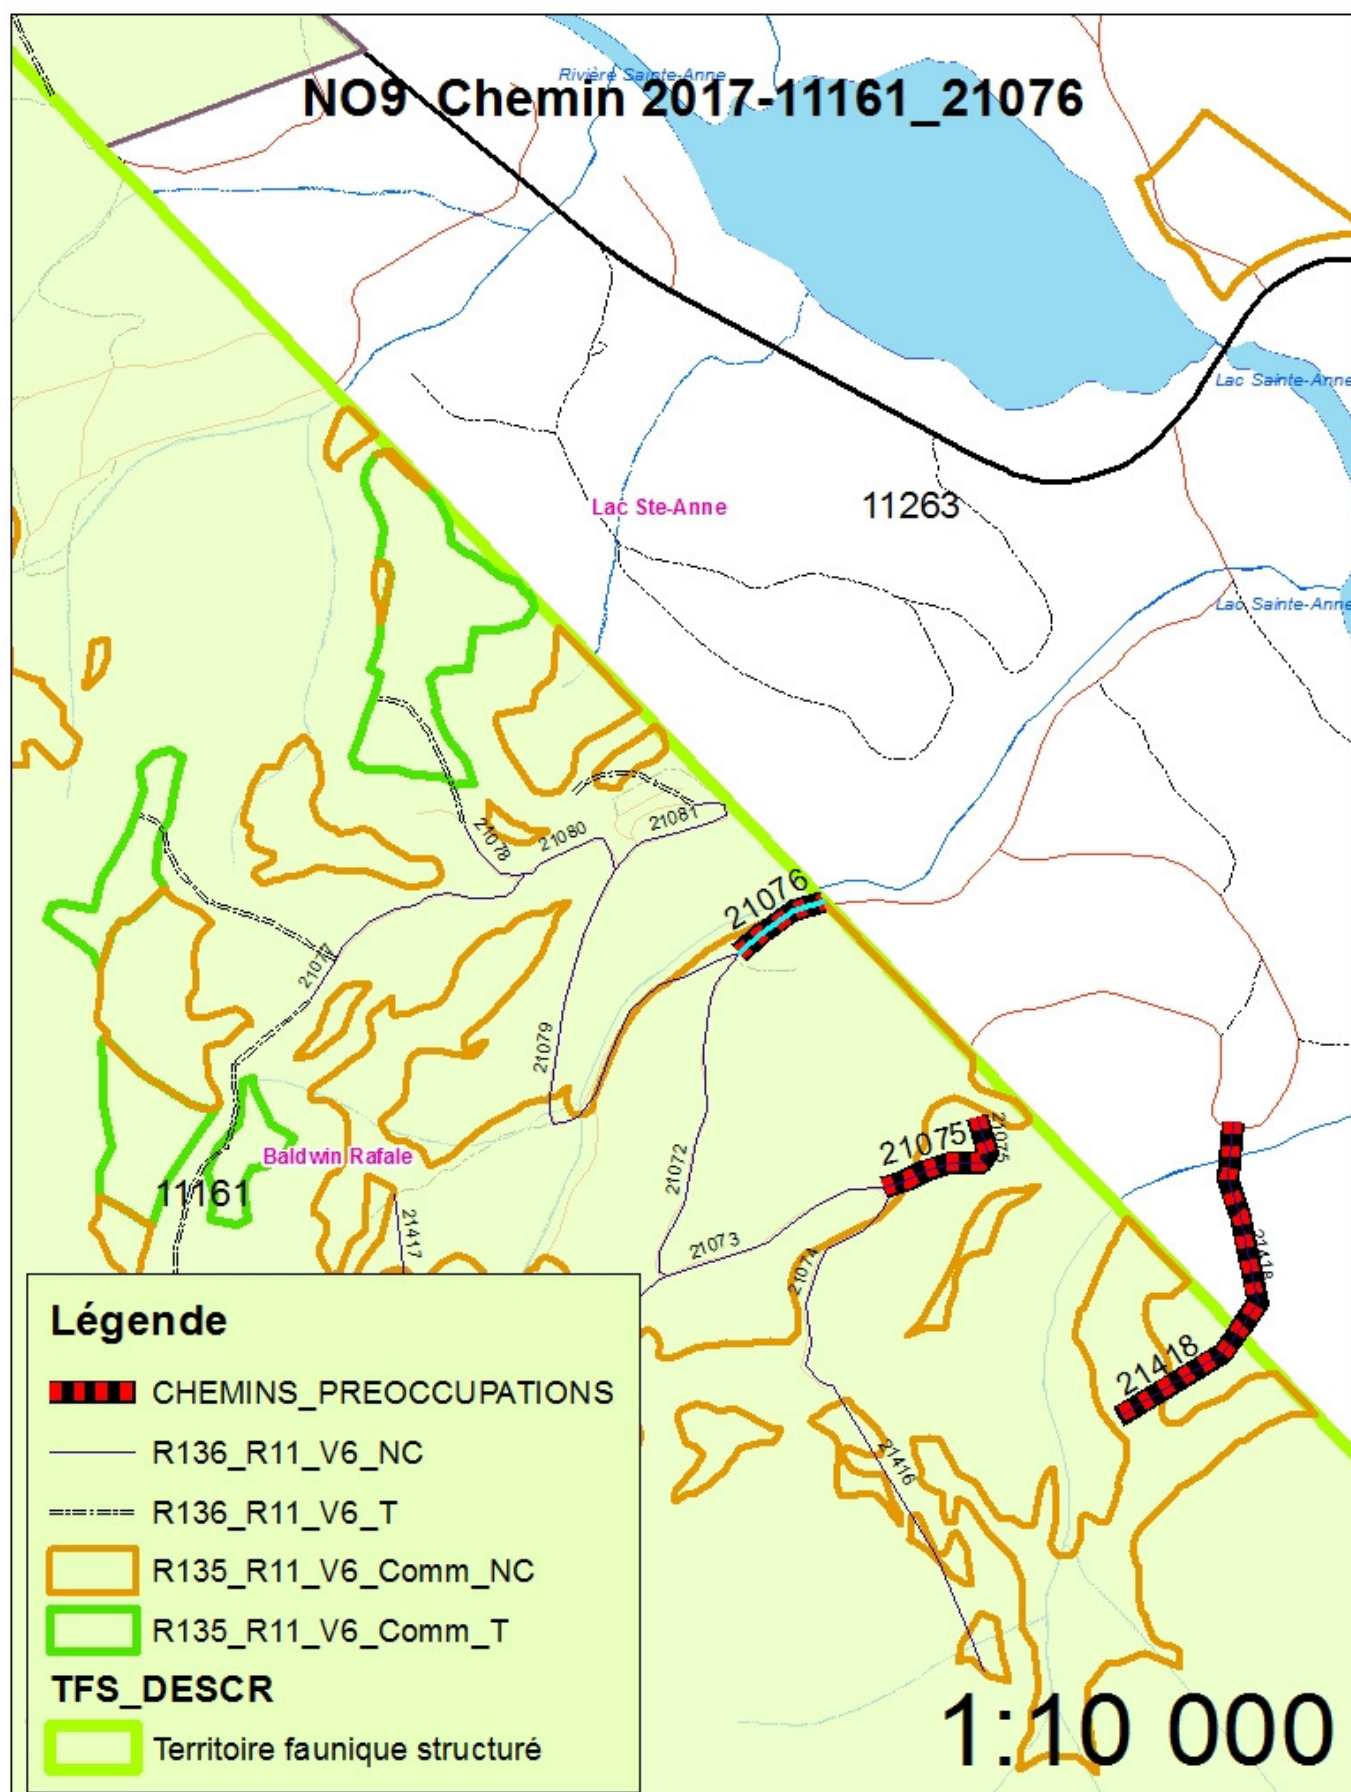 Rivière Sainte-Anne
NO9 Chemin 2017-11161_21076
Lac Sainte-Anne
Lac Ste-Anne
11263
Lac Sainte-Anne
21078
21080
21081
21076
21077
21079
21075
21075
Baldwin Rafale
11161
21072
21417
21073
21074
21418
21418
21416
Légende
CHEMINS_PREOCCUPATIONS
R136_R11_V6_NC
R136_R11_V6_T
R135_R11_V6_Comm_NC
R135_R11_V6_Comm_T
TFS_DESCR
Territoire faunique structuré
1:10 000